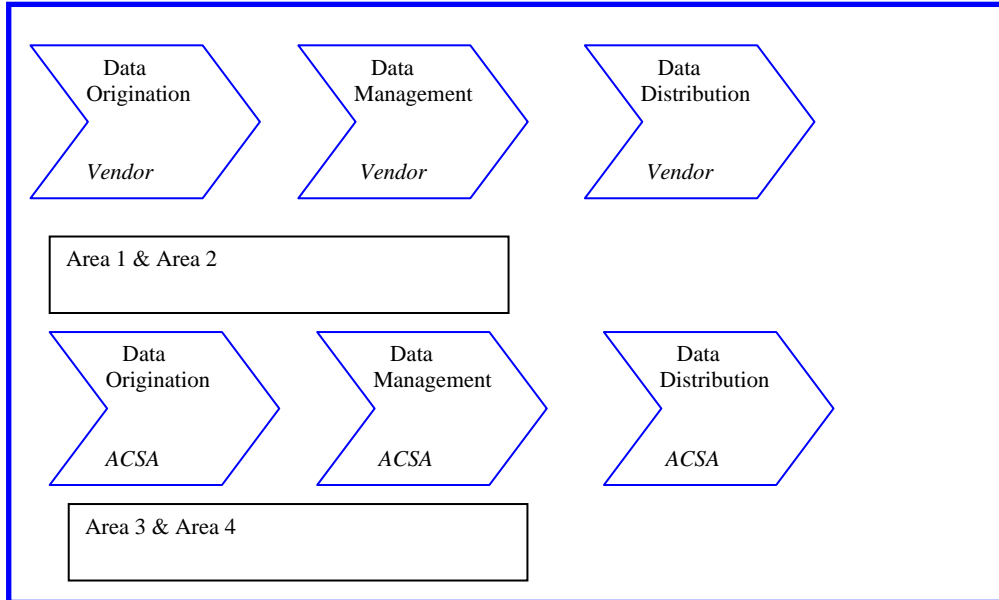 Data
Origination
Vendor
Data
Management
Vendor
Data
Distribution
Vendor
Area 1 & Area 2
Data
Origination
ACSA
Data
Management
ACSA
Data
Distribution
ACSA
Area 3 & Area 4